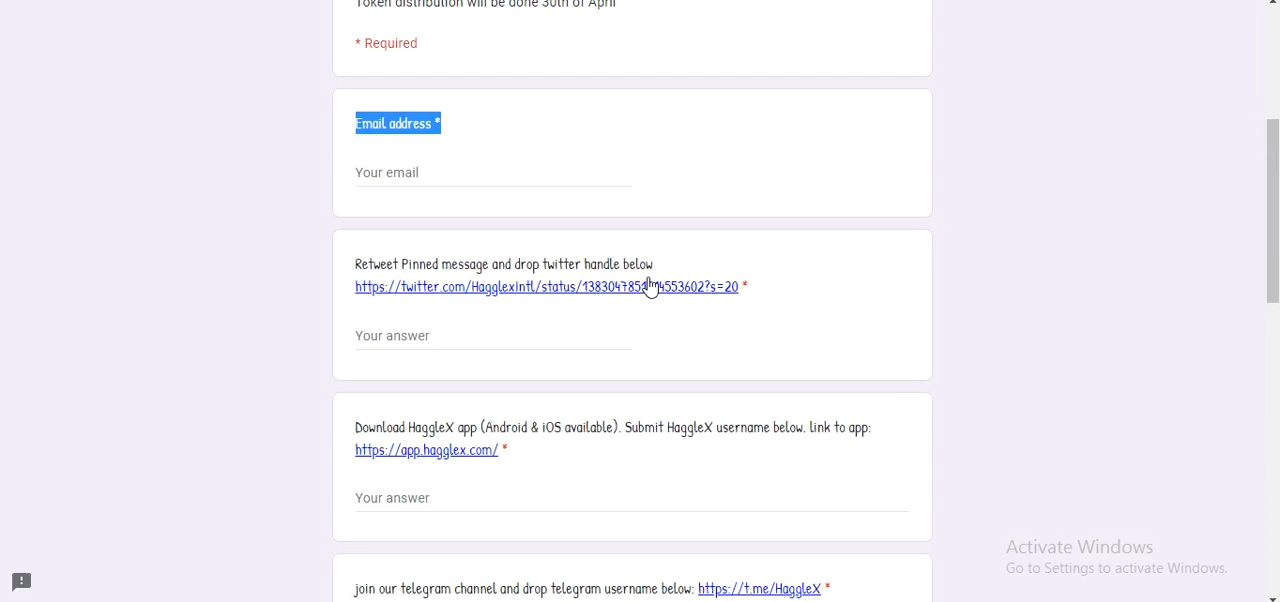 Token distribution will be done 30th of April
* Required
Email address *
Your email
Retweet Pinned message and drop twitter handle below
https://twitter.com/HagglexIntl/status/13830478521 4553602?s=20 *
Your answer
Download HaggleX app (Android & iOS available). Submit HaggleX username below. link to app:
https://app.hagglex.com/ *
Your answer
join our telegram channel and drop telegram username below: https://t.me/HaggleX *
Activate Windows
Go to Settings to activate Windows.